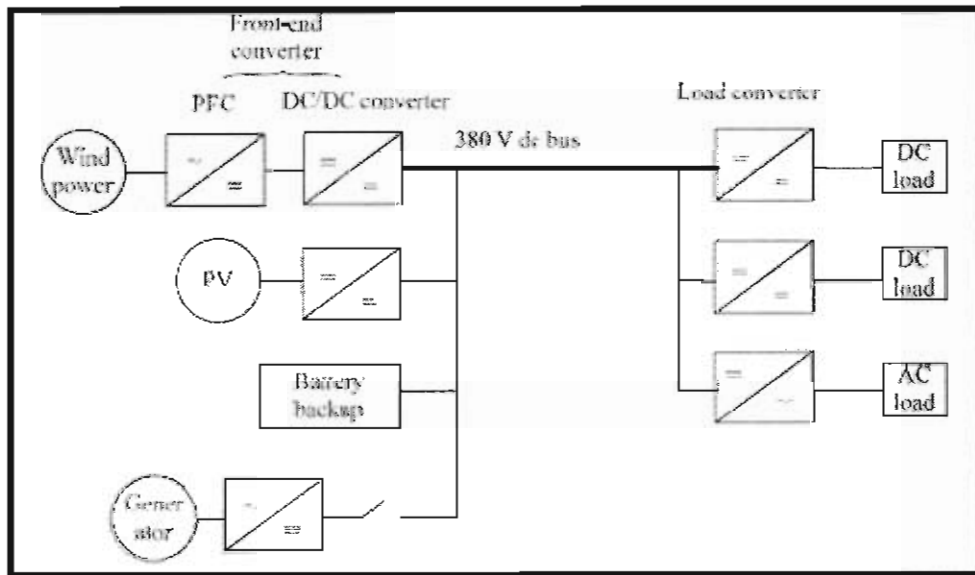 Front-end
converter
PFC
DC/DC converter
Load converter
380 V dc bus
Wind
power
DC
load
PV
DC
load
Battery
backup
AC
load
Gener
ator